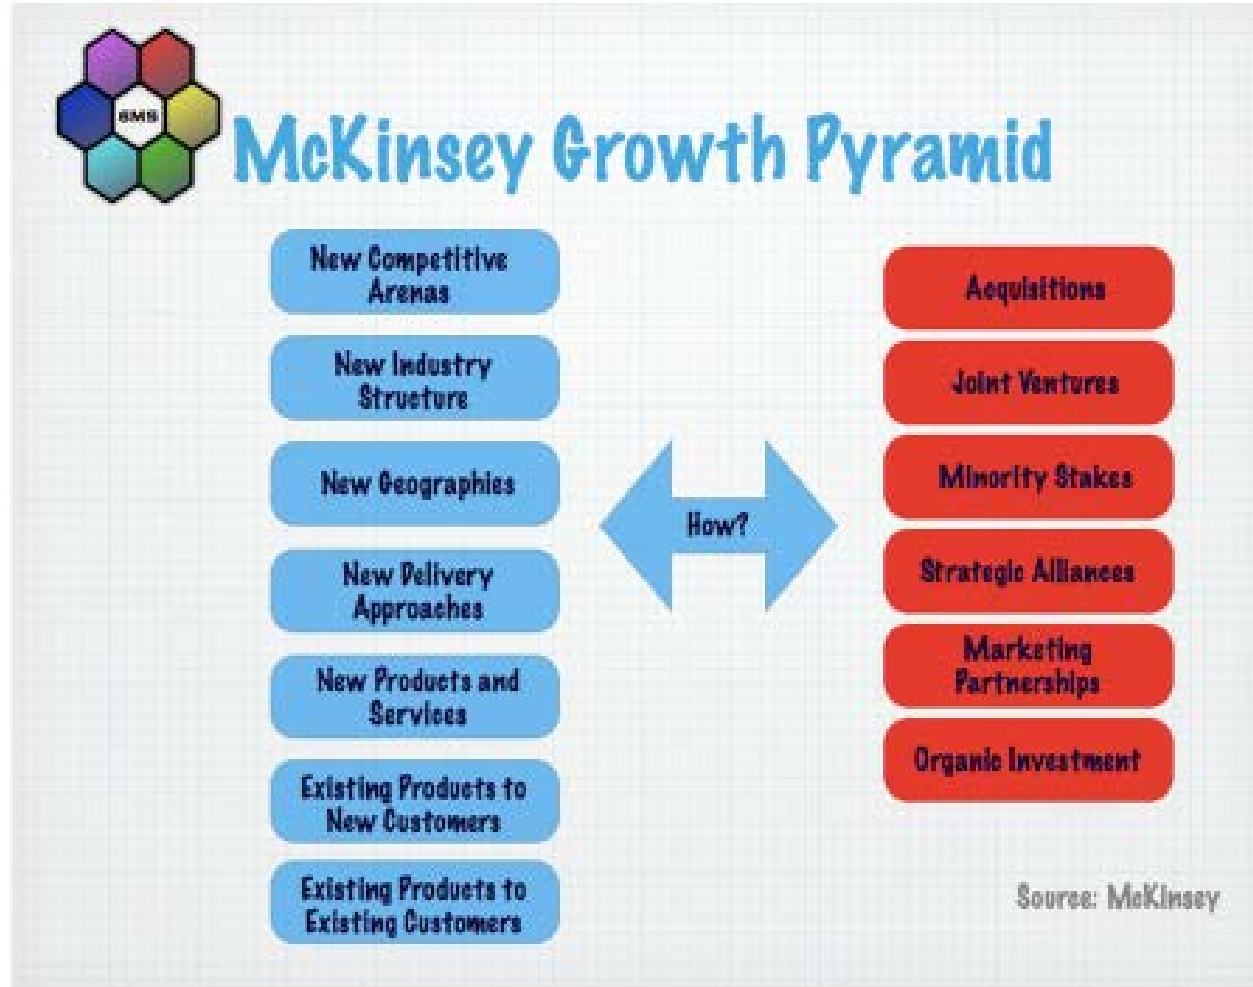 6MS
McKinsey Growth Pyramid
New Competitive
Arenas
New Industry
Structure
New Geographies
New Delivery
Approaches
New Products and
Services
Existing Products to
New Customers
Existing Products to
Existing Customers
How?
Acquisitions
Joint Ventures
Minority Stakes
Strategic Alliances
Marketing
Partnerships
Organic Investment
Source: McKinsey